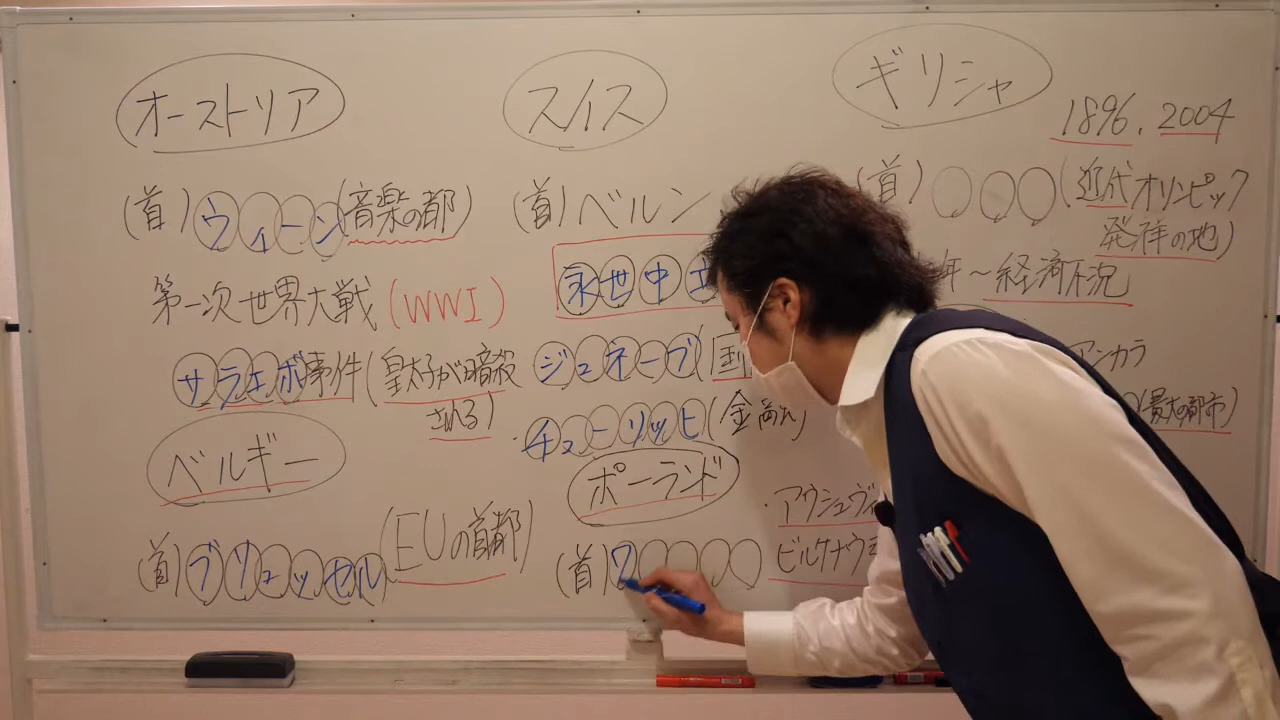 オーストリア
(首)ウィーン(音楽の都)
第一次世界大戦(WWI)
サラエボ事件(皇太子が暗殺
される)
ベルギー
(首)ブリュッセル(EUの首都)
スイス
(首)ベルン
永世中立
ジュネーブ(国
・チューリッヒ(金
ポーランド
・アウシュヴィ
ビルケナウ
(首)ワ○○○○
ギリシャ
1896.2004
(首)○○○(近代オリンピック
発祥の地)
年〜経済不況
アンカラ
(最大の都市)